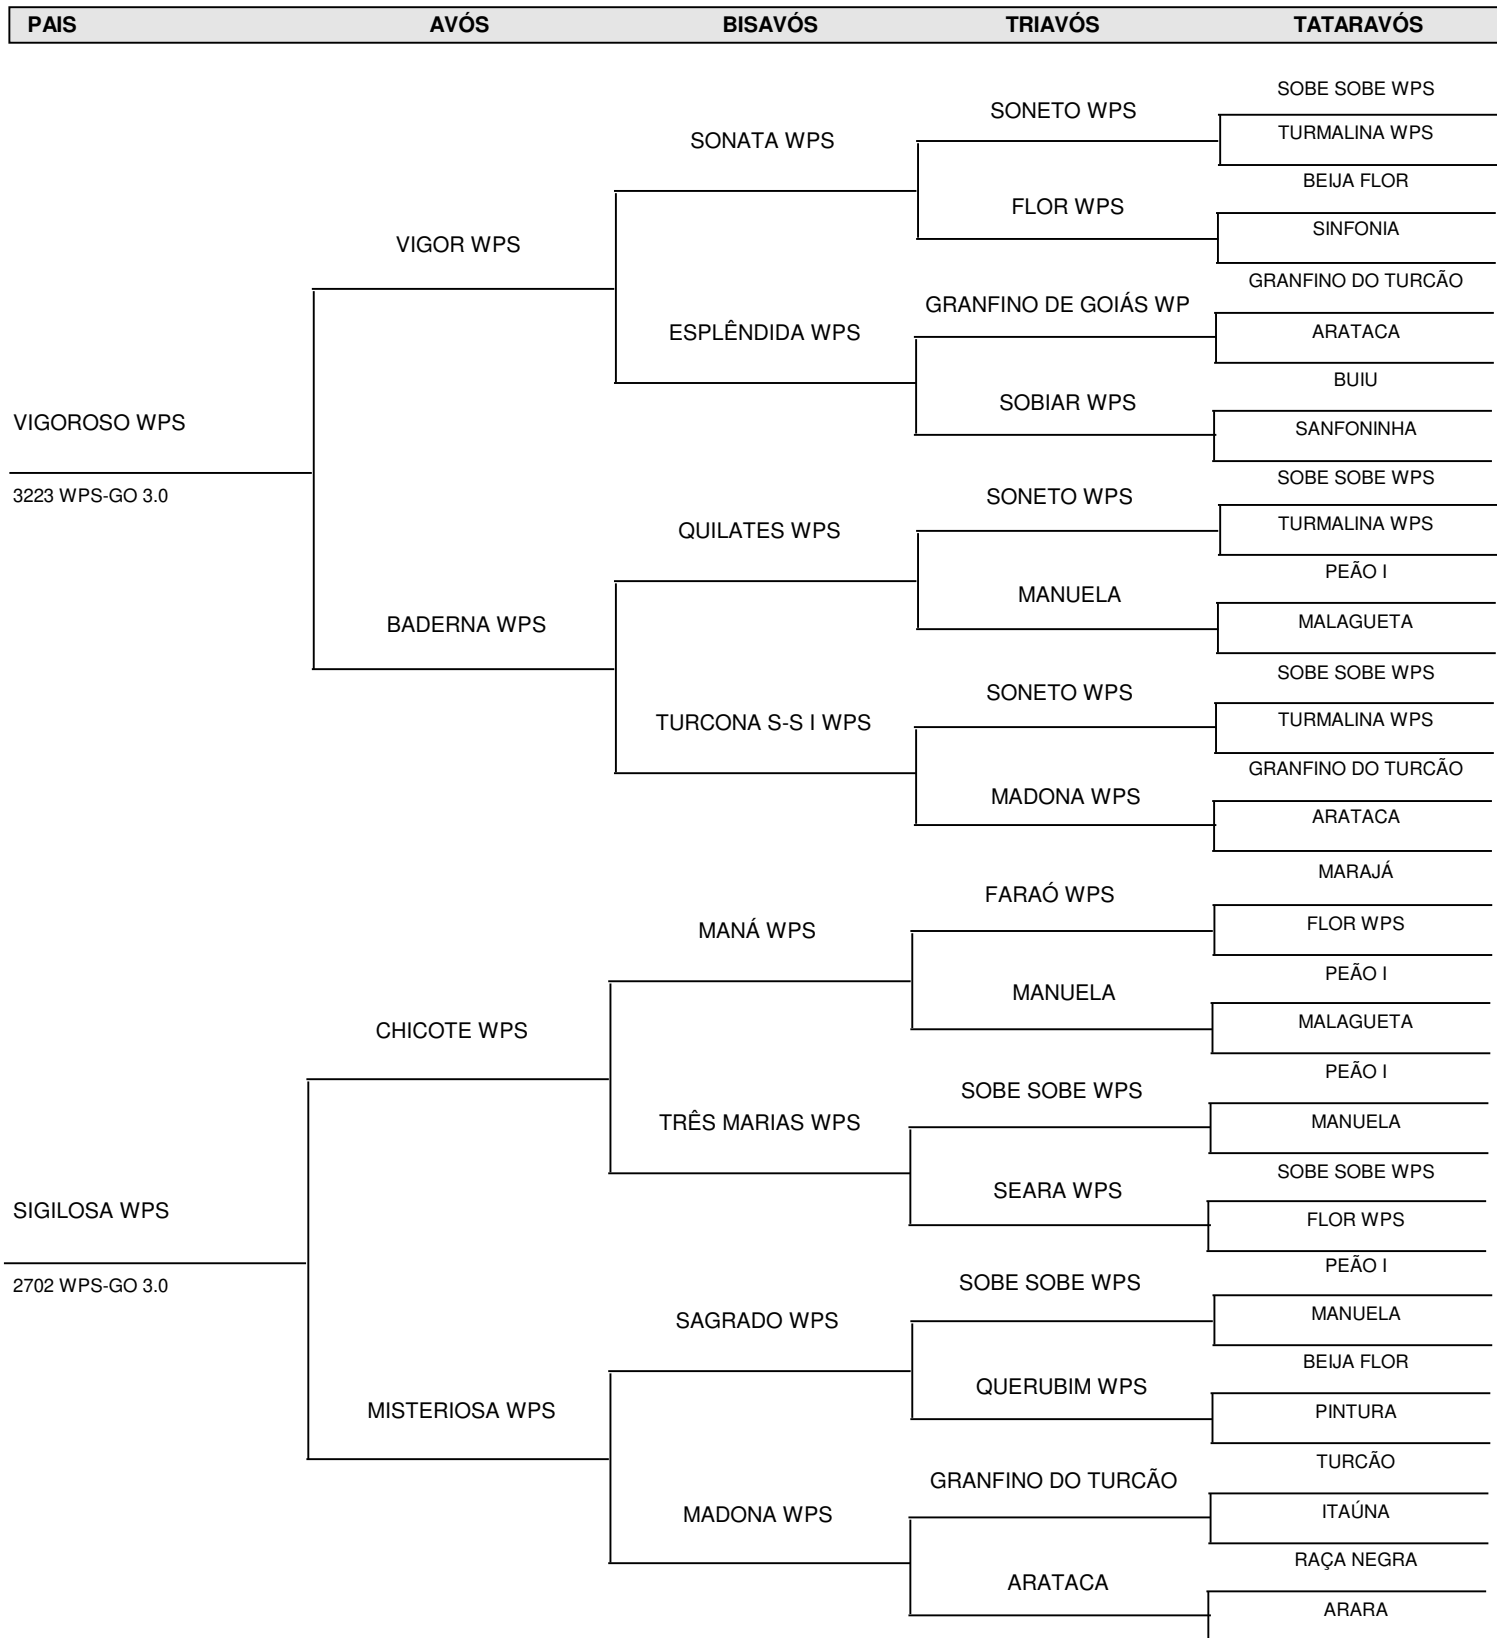 PAIS AVÓS BISAVÓS TRIAVÓS TATARAVÓS
SOBE SOBE WPS
SONETO WPS
TURMALINA WPS
SONATA WPS
BEIJA FLOR
FLOR WPS
SINFONIA
VIGOR WPS
GRANFINO DO TURCÃO
GRANFINO DE GOIÁS WP
ARATACA
ESPLÊNDIDA WPS
BUIU
SOBIAR WPS
SANFONINHA
VIGOROSO WPS
3223 WPS-GO 3.0
SOBE SOBE WPS
SONETO WPS
TURMALINA WPS
QUILATES WPS
PEÃO I
MANUELA
MALAGUETA
BADERNA WPS
SOBE SOBE WPS
SONETO WPS
TURMALINA WPS
TURCONA S-S I WPS
GRANFINO DO TURCÃO
MADONA WPS
ARATACA
MARAJÁ
FARAÓ WPS
FLOR WPS
MANÁ WPS
PEÃO I
MANUELA
MALAGUETA
CHICOTE WPS
PEÃO I
SOBE SOBE WPS
MANUELA
TRÊS MARIAS WPS
SOBE SOBE WPS
SEARA WPS
FLOR WPS
SIGILOSA WPS
2702 WPS-GO 3.0
PEÃO I
SOBE SOBE WPS
MANUELA
SAGRADO WPS
BEIJA FLOR
QUERUBIM WPS
PINTURA
MISTERIOSA WPS
TURCÃO
GRANFINO DO TURCÃO
ITAÚNA
MADONA WPS
RAÇA NEGRA
ARATACA
ARARA